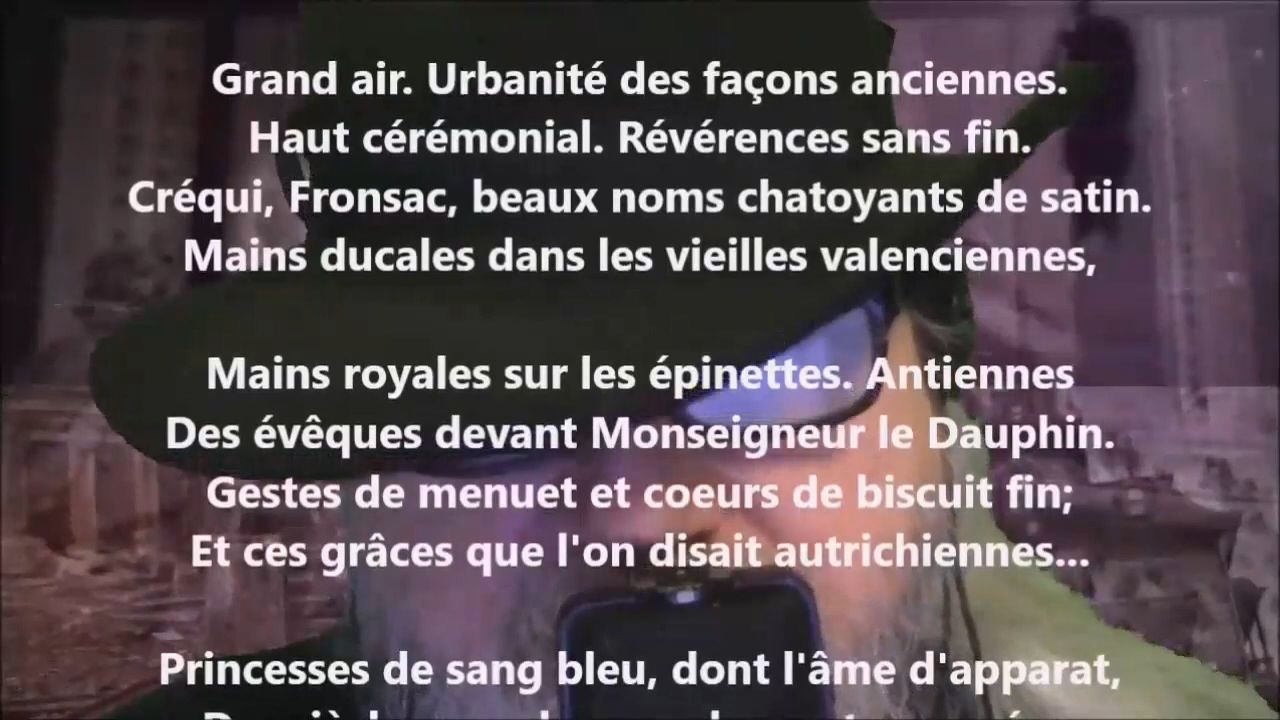 Grand air. Urbanité des façons anciennes.
Haut cérémonial. Révérences sans fin.
Créqui, Fronsac, beaux noms chatoyants de satin.
Mains ducales dans les vieilles valenciennes,
Mains royales sur les épinettes. Antiennes
Des évêques devant Monseigneur le Dauphin.
Gestes de menuet et coeurs de biscuit fin;
Et ces grâces que l'on disait autrichiennes...
Princesses de sang bleu, dont l'âme d'apparat,